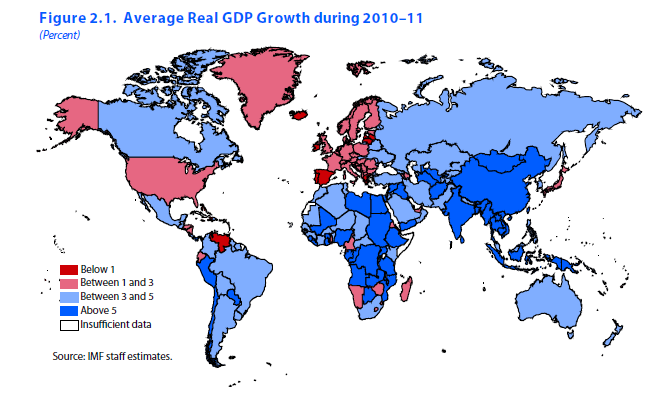 Figure 2.1. Average Real GDP Growth during 2010–11
(Percent)
Below 1
Between 1 and 3
Between 3 and 5
Above 5
Insufficient data
Source: IMF staff estimates.